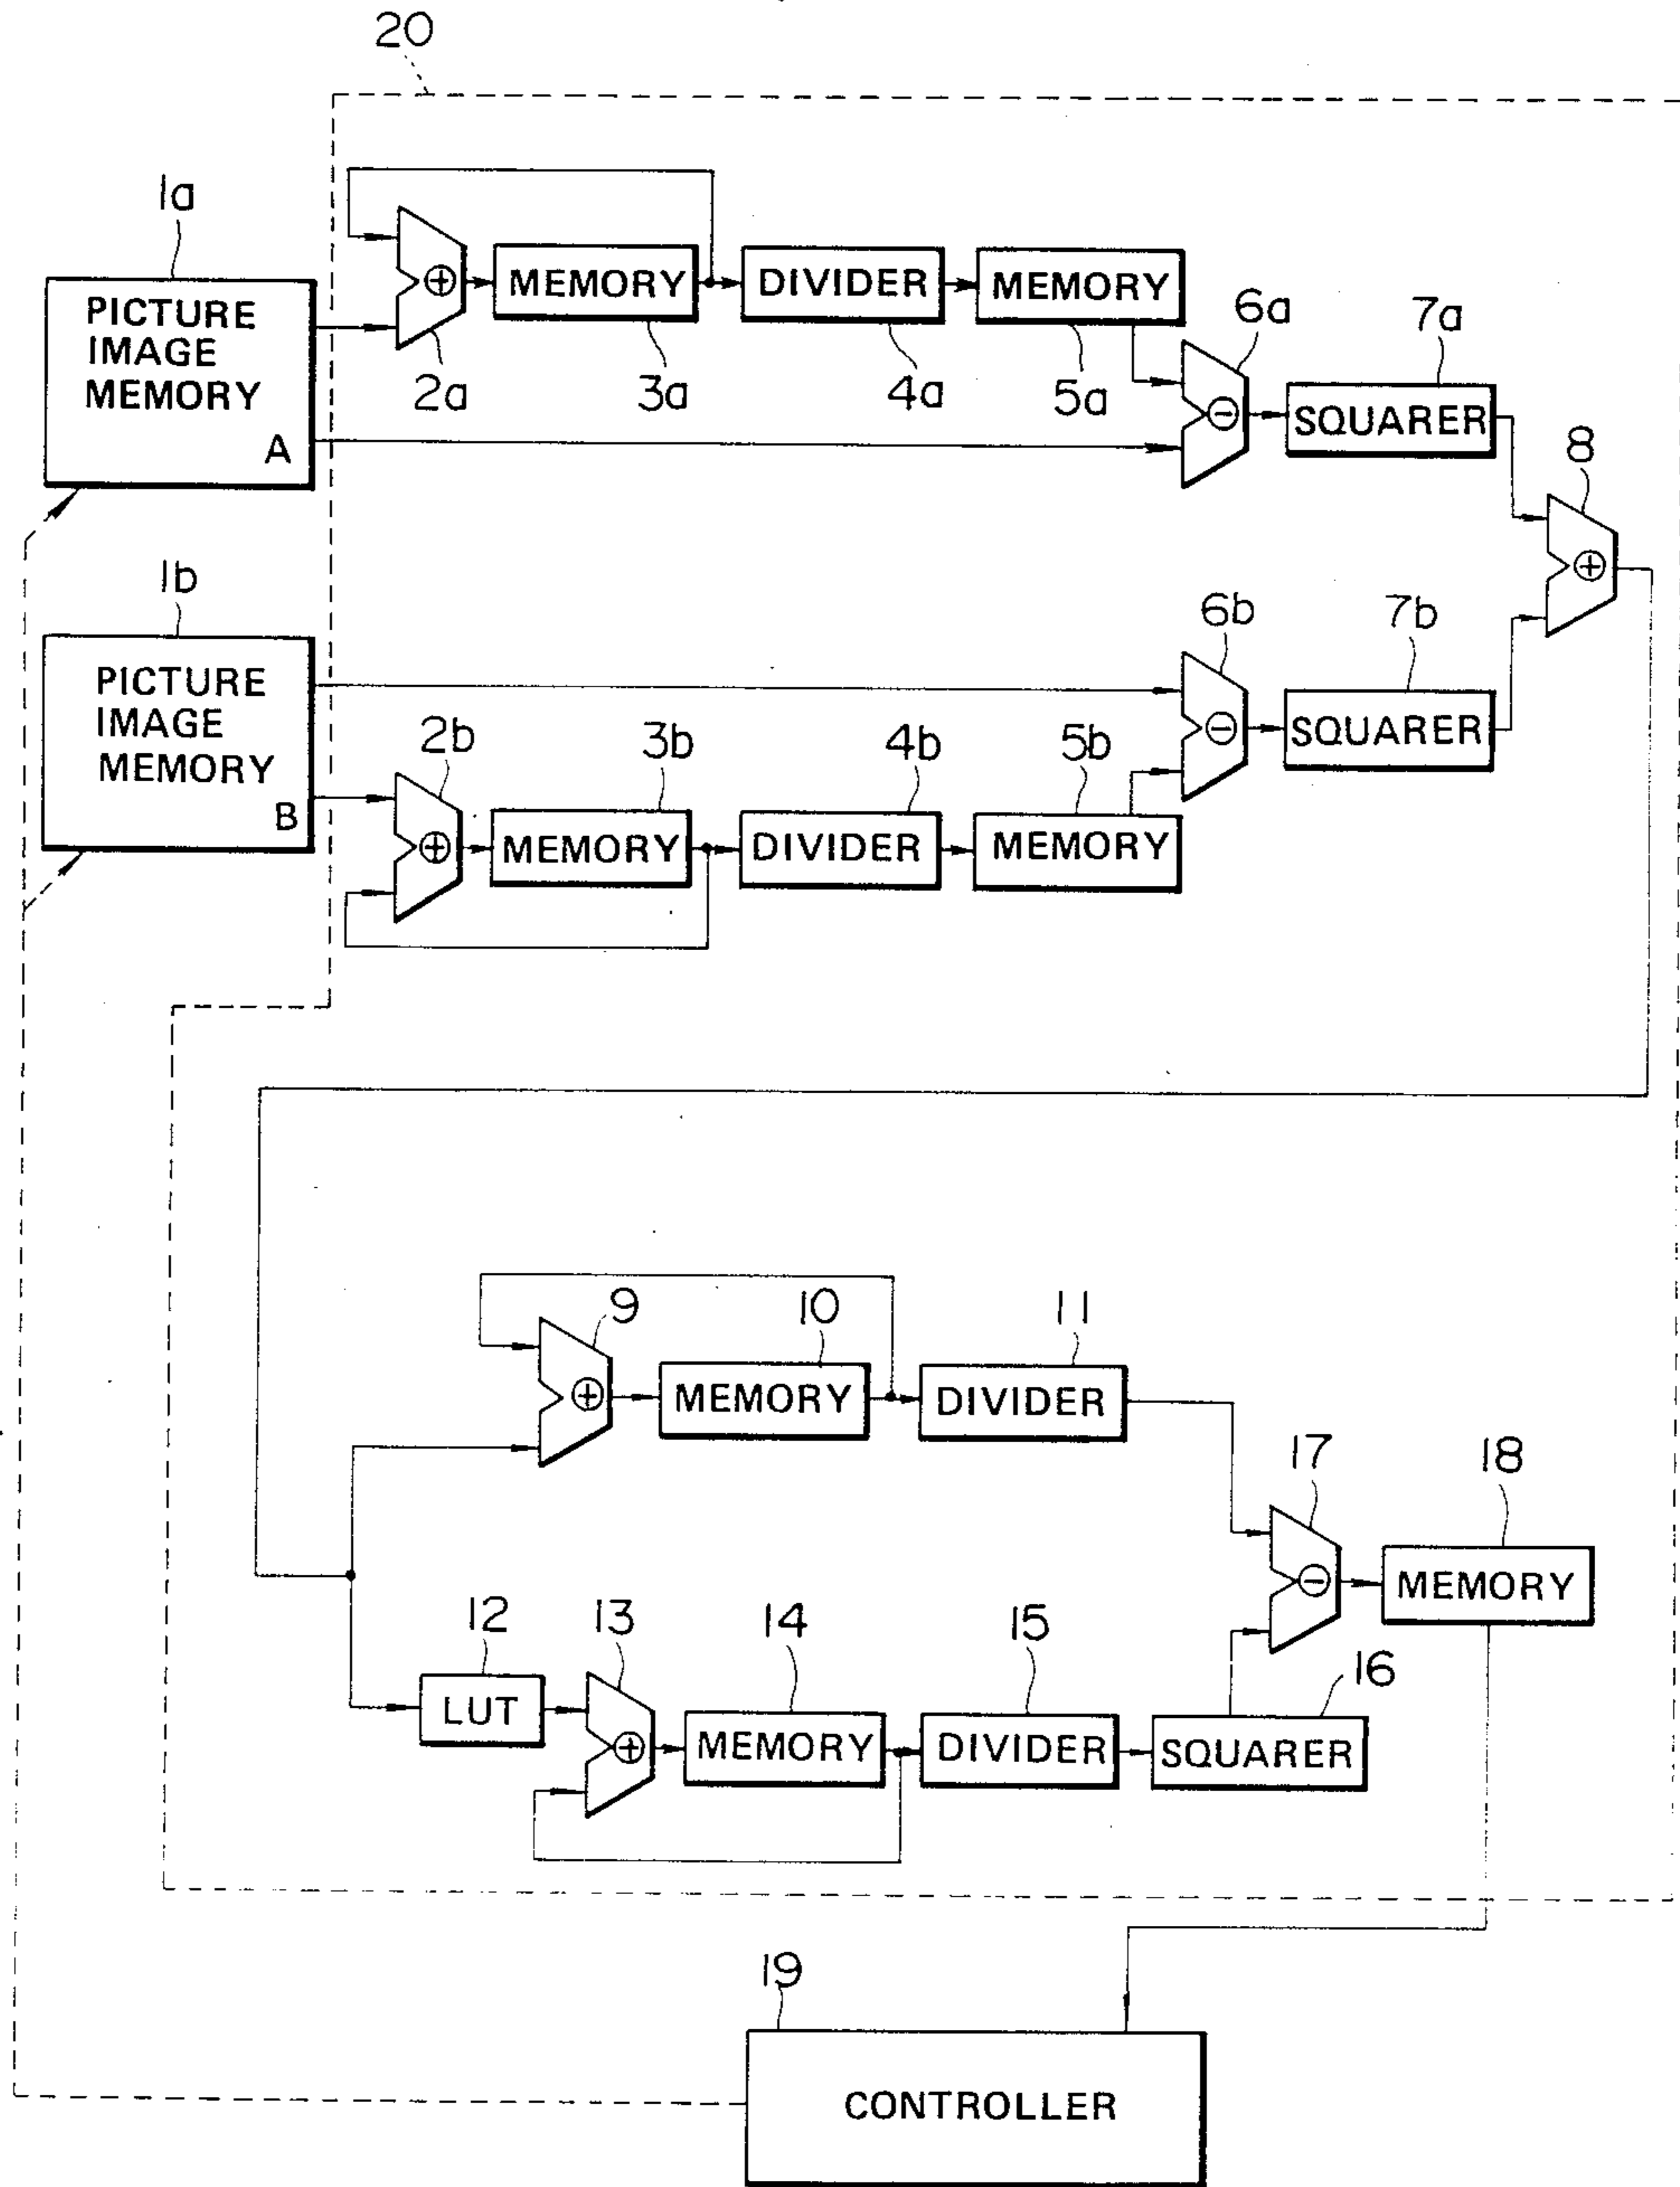 20
1a
PICTURE
IMAGE
MEMORY
A
2a
MEMORY
3a
DIVIDER
4a
MEMORY
5a
6a
7a
SQUARER
8
1b
PICTURE
IMAGE
MEMORY
B
2b
3b
MEMORY
4b
DIVIDER
5b
MEMORY
6b
7b
SQUARER
9
10
MEMORY
11
DIVIDER
12
LUT
13
14
MEMORY
15
DIVIDER
16
SQUARER
17
18
MEMORY
19
CONTROLLER